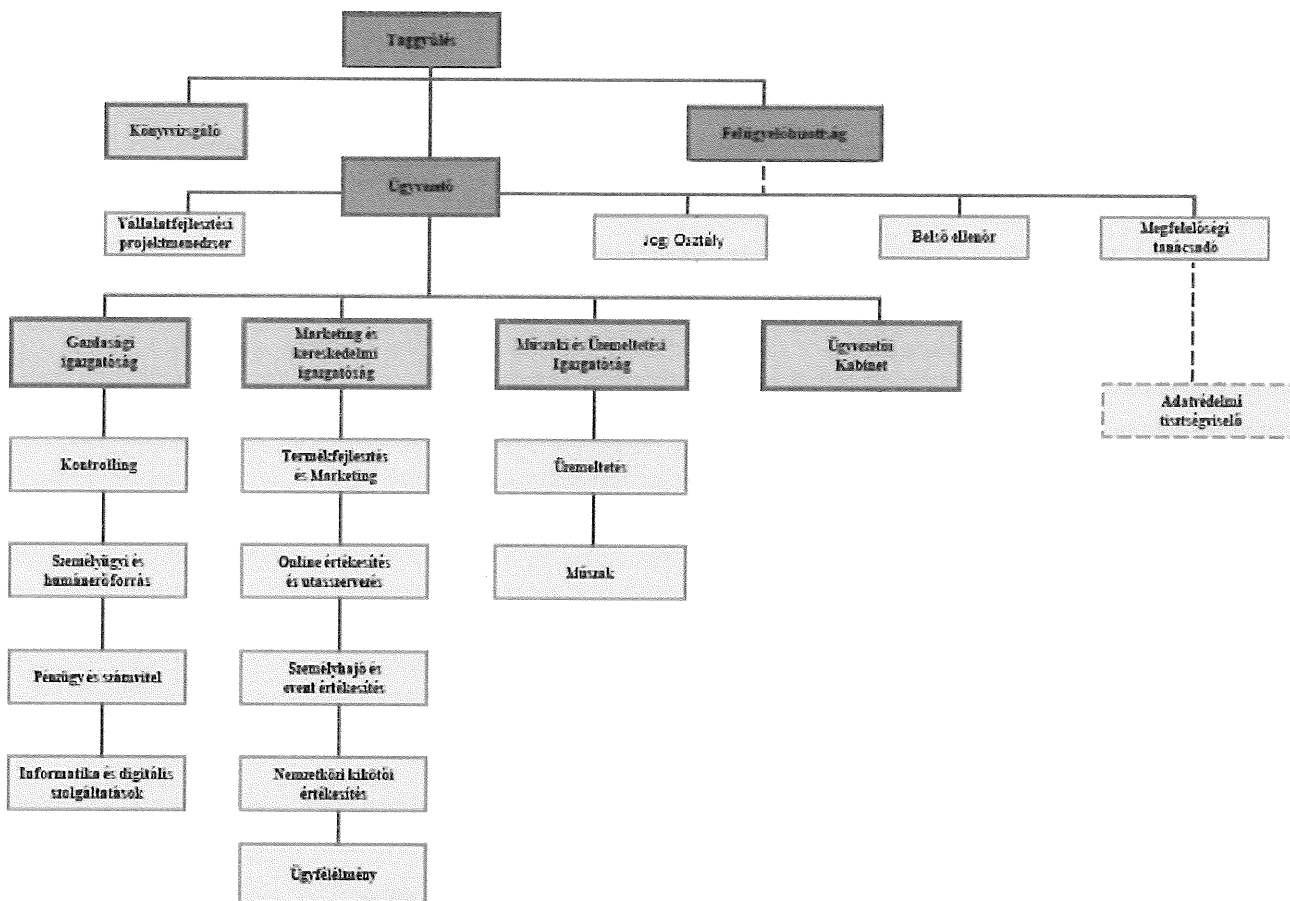 Taggyűlés
Könyvvizsgáló
Felügyelőbizottság
Ügyvezető
Vállalatfejlesztési
projektmenedzser
Jogi Osztály
Belső ellenőr
Megfelelőségi
tanácsadó
Gazdasági
igazgatóság
Marketing és
kereskedelmi
igazgatóság
Műszaki és Üzemeltetési
Igazgatóság
Ügyvezetői
Kabinet
Adatvédelmi
tisztségviselő
Kontrolling
Termékfejlesztés
és Marketing
Üzemeltetés
Személyügyi és
humánerőforrás
Online értékesítés
és utasszervezés
Műszak
Pénzügy és számvitel
Személyhajó és
event értékesítés
Informatika és digitális
szolgáltatások
Nemzetközi kikötői
értékesítés
Ügyfélélmény